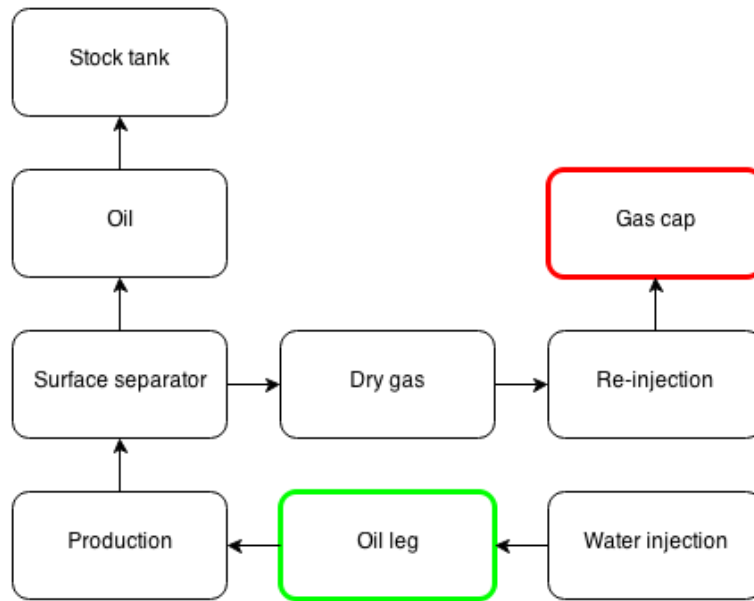 Stock tank
Oil
Gas cap
Surface separator
Dry gas
Re-injection
Production
Oil leg
Water injection